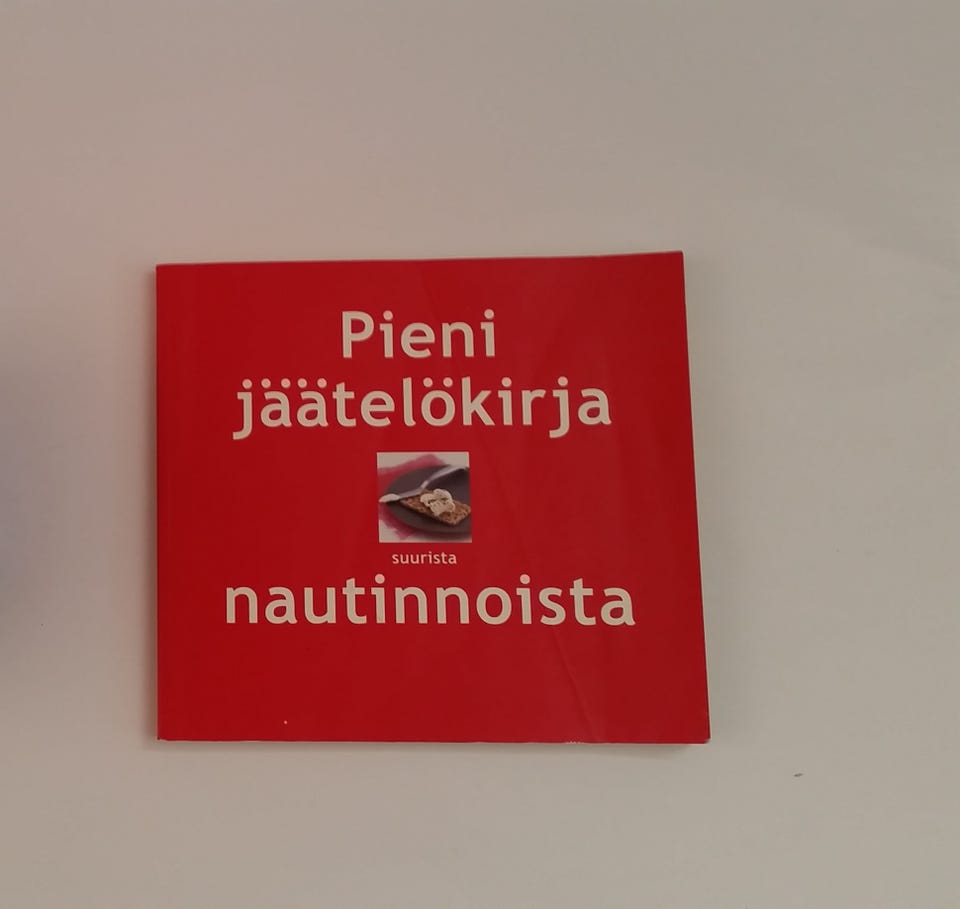 Pieni
jäätelökirja
suurista
nautinnoista